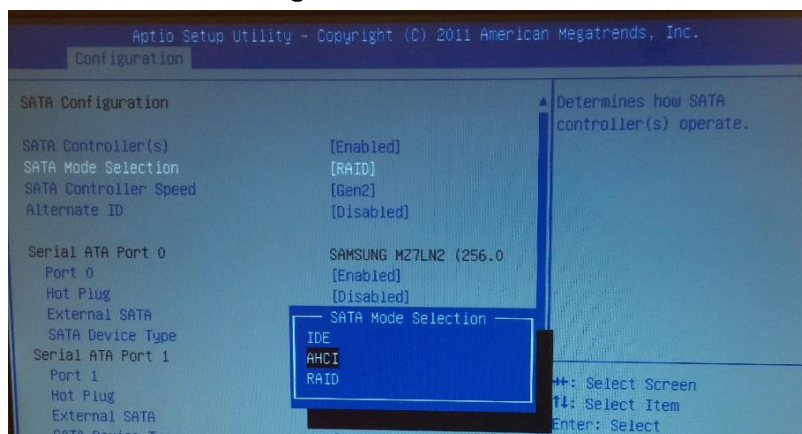 Aptio Setup Utility - Copyright (C) 2011 American Megatrends, Inc.
Configuration
SATA Configuration
SATA Controller(s) [Enabled]
SATA Mode Selection [RAID]
SATA Controller Speed [Gen2]
Alternate ID [Disabled]
Serial ATA Port 0 SAMSUNG MZ7LN2 (256.0
Port 0 [Enabled]
Hot Plug [Disabled]
External SATA
SATA Device Type
Serial ATA Port 1
Port 1
Hot Plug
External SATA
SATA Device
SATA Mode Selection
IDE
AHCI
RAID
Determines how SATA
controller(s) operate.
: Select Screen
↑↓: Select Item
Enter: Select